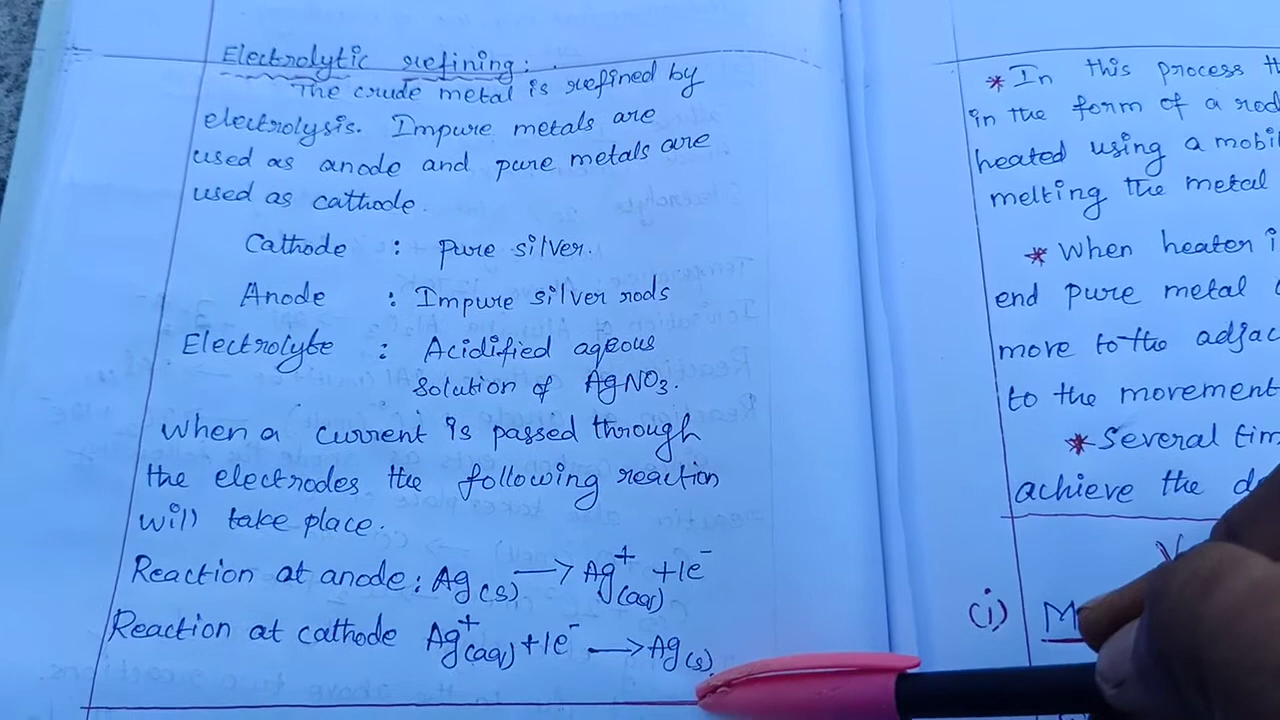 Electrolytic refining:
The crude metal is refined by
electrolysis. Impure metals are
used as anode and pure metals are
used as cathode.
Cathode : pure silver.
Anode : Impure silver rods
Electrolyte : Acidified aqeous
Solution of AgNO3.
When a current is passed through
the electrodes the following reaction
will take place.
Reaction at anode: Ag(s) → Ag+(aq) + 1e-
Reaction at cathode Ag+(aq) + 1e- → Ag(s)
* In this process
in the form of a rod
heated using a
melting the metal
* When heater
end pure metal
move to the
to the movement
* Several
achieve the
(i)